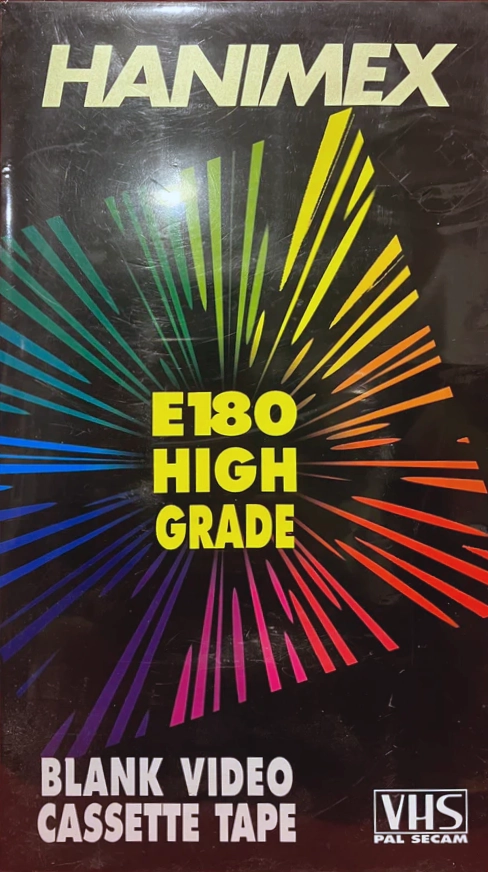 HANIMEX
E180
HIGH
GRADE
BLANK VIDEO
CASSETTE TAPE
VHS
PAL SECAM